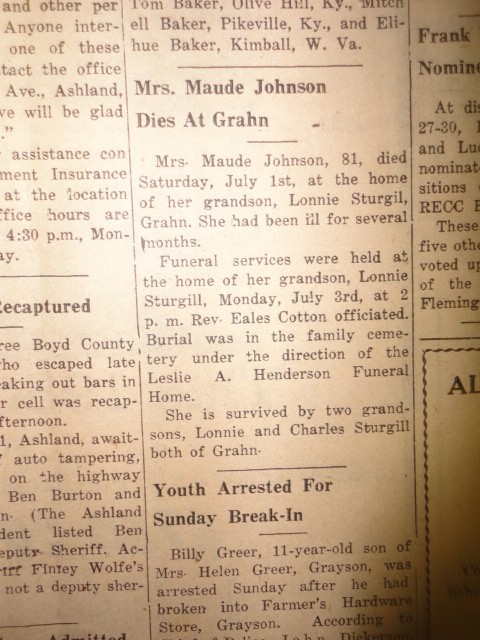 and other per
Anyone inter-
one of these
tact the office
Ave., Ashland,
ve will be glad
."
assistance con
ment Insurance
at the location
ffice hours are
4:30 p.m., Mon-
ay.
Recaptured
ree Boyd County
who escaped late
eaking out bars in
r cell was recap-
fternoon.
1, Ashland, await-
auto tampering,
on the highway
Ben Burton and
n. (The Ashland
dent listed Ben
eputy Sheriff. Ac-
riff Finley Wolfe's
not a deputy sher-
Admitted
Tom Baker, Olive Hill, Ky., Mitch
ell Baker, Pikeville, Ky., and Eli-
hue Baker, Kimball, W. Va.
Mrs. Maude Johnson
Dies At Grahn
Mrs. Maude Johnson, 81, died
Saturday, July 1st, at the home
of her grandson, Lonnie Sturgil,
Grahn. She had been ill for several
months.
Funeral services were held at
the home of her grandson, Lonnie
Sturgill, Monday, July 3rd, at 2
p. m. Rev. Eales Cotton officiated.
Burial was in the family ceme-
tery under the direction of the
Leslie A. Henderson Funeral
Home.
She is survived by two grand-
sons, Lonnie and Charles Sturgill
both of Grahn.
Youth Arrested For
Sunday Break-In
Billy Greer, 11-year-old son of
Mrs. Helen Greer, Grayson, was
arrested Sunday after he had
broken into Farmer's Hardware
Store, Grayson. According to
Frank
Nomine
At dis
27-30,
and Luc
nominat
sitions
RECC
These
five othe
voted up
of the
Fleming
AL